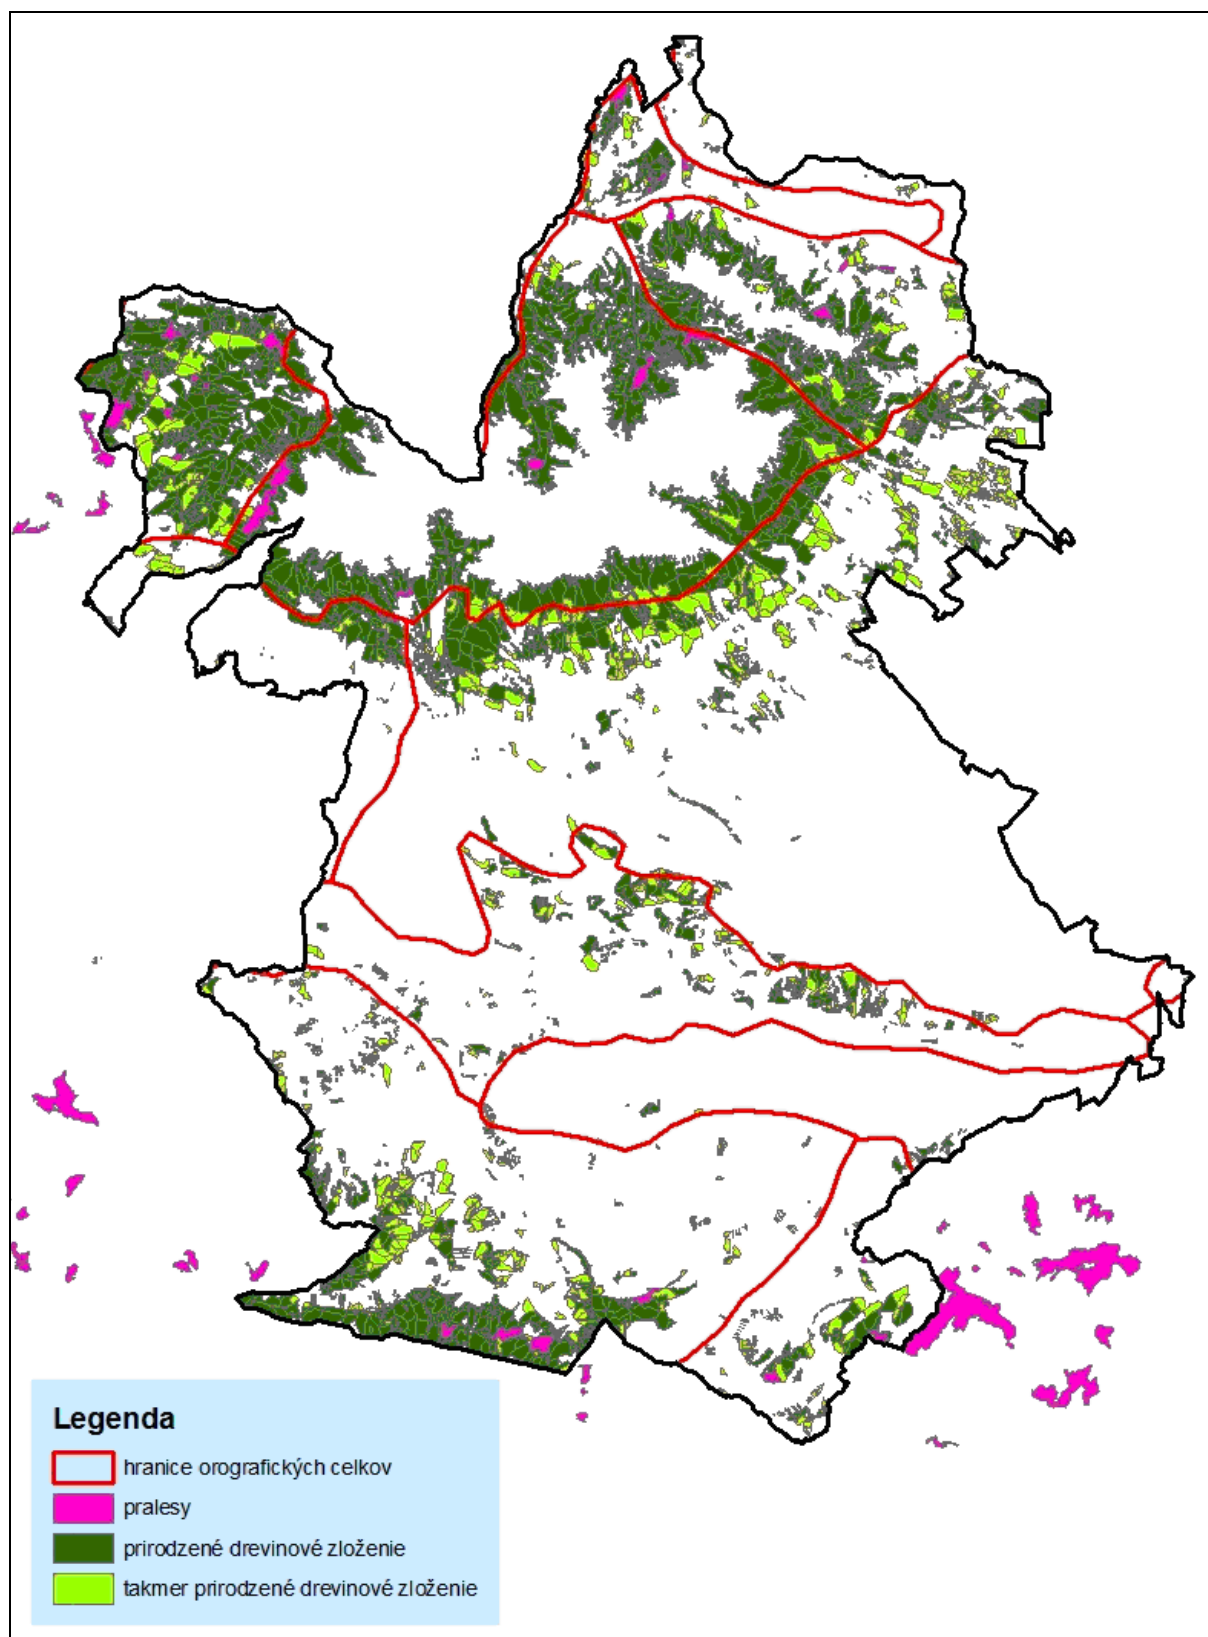 Legenda
hranice orografických celkov
pralesy
prirodzené drevinové zloženie
takmer prirodzené drevinové zloženie